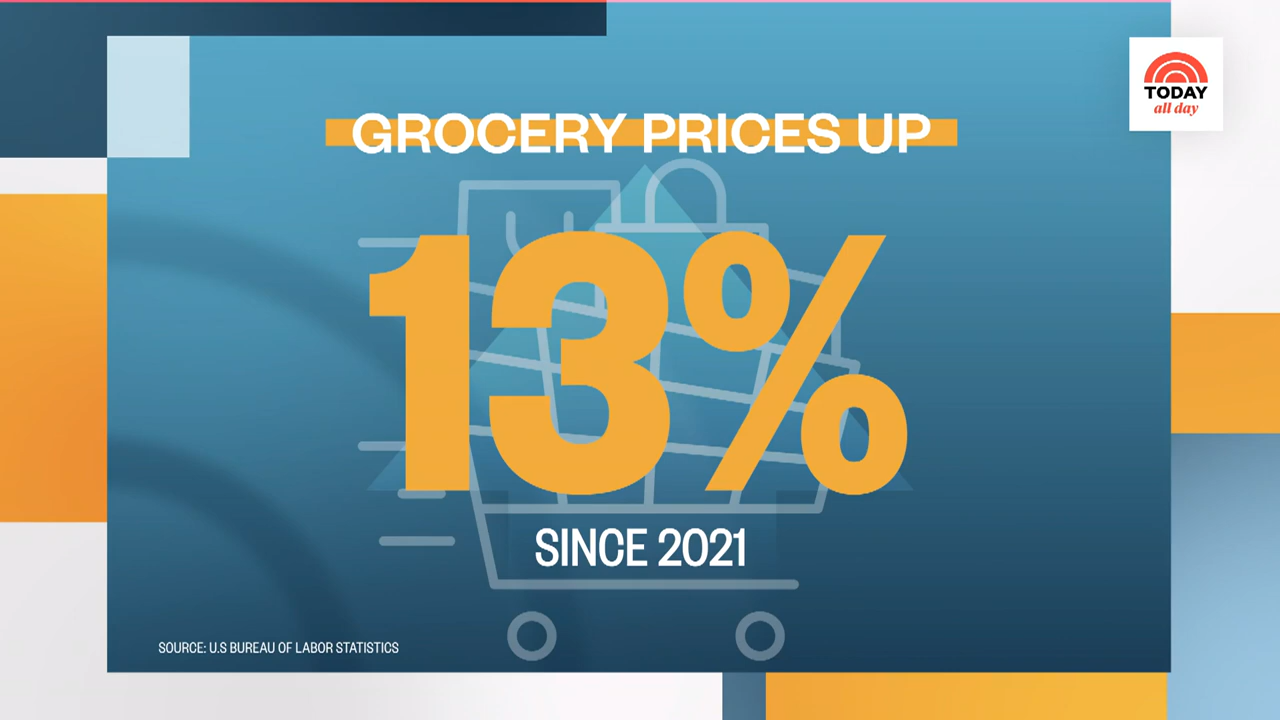 TODAY
all day
GROCERY PRICES UP
13%
SINCE 2021
SOURCE: U.S BUREAU OF LABOR STATISTICS